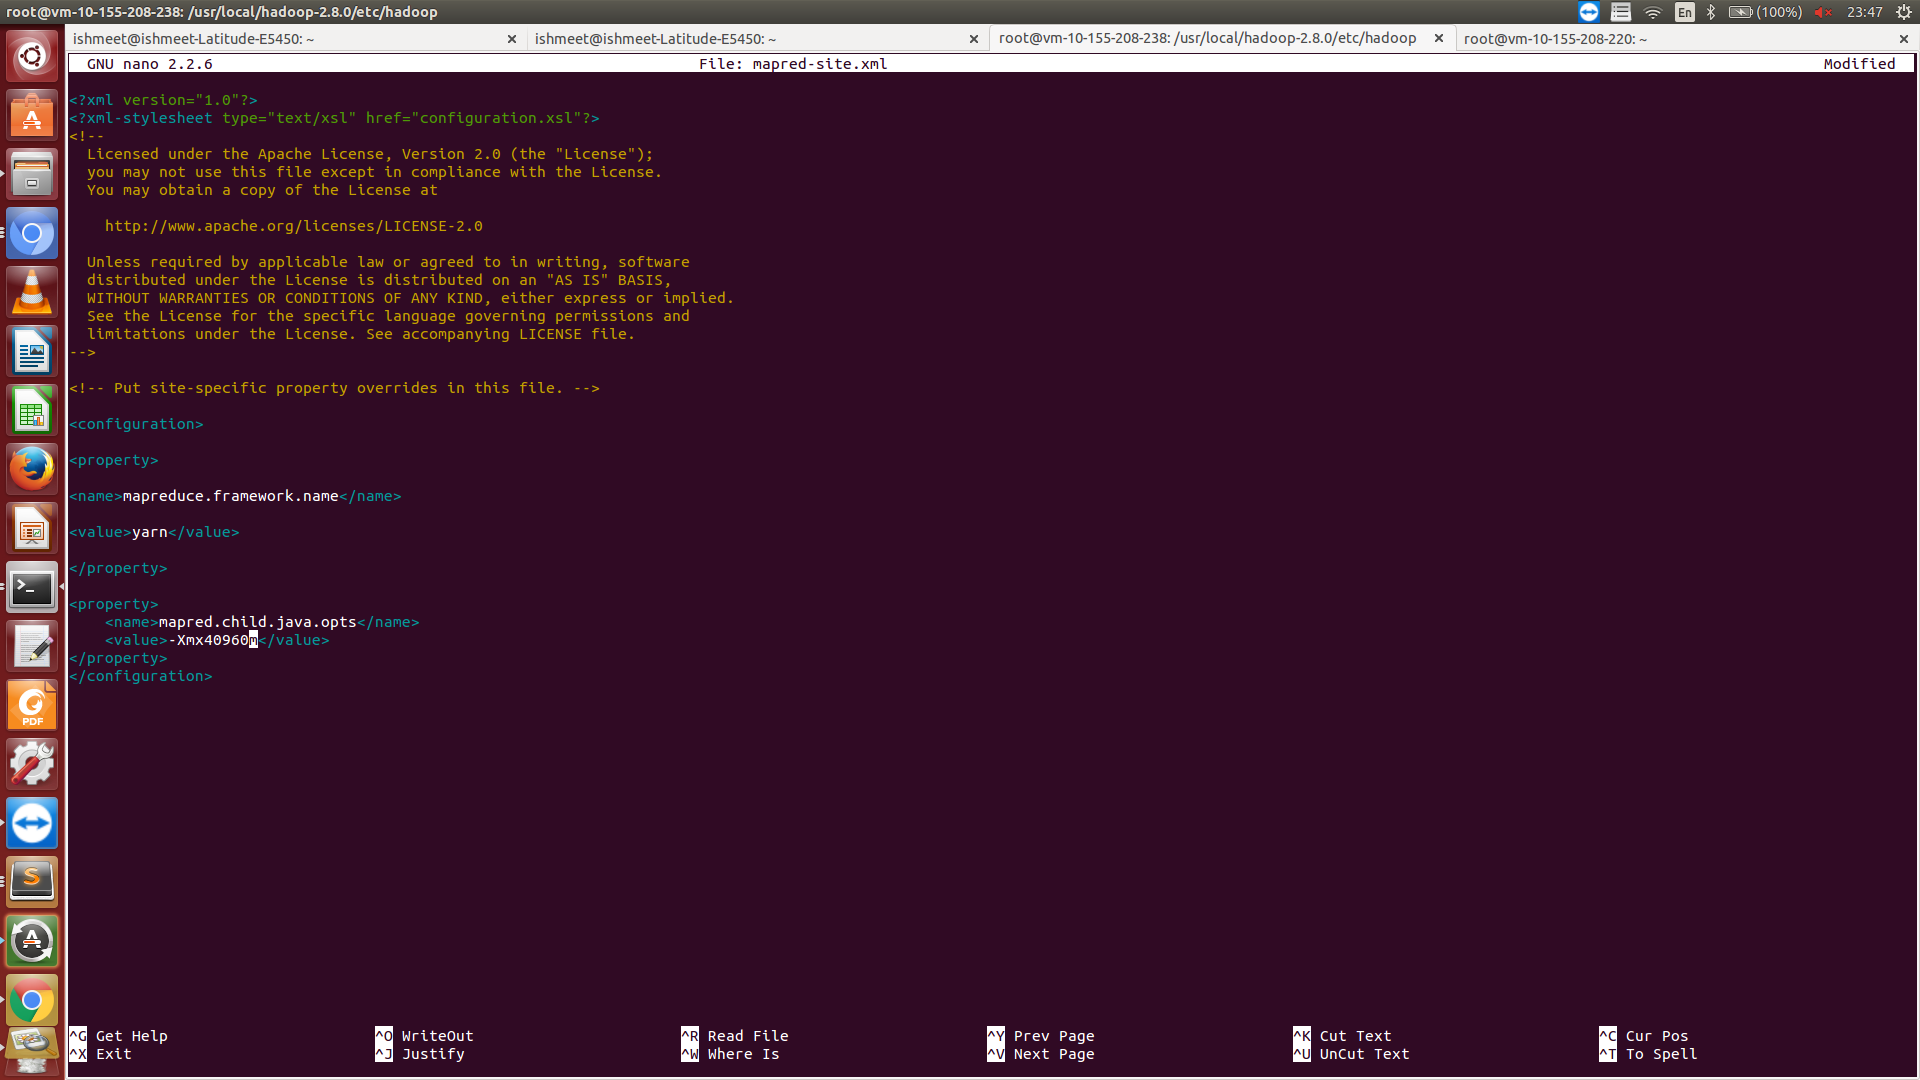 root@vm-10-155-208-238: /usr/local/hadoop-2.8.0/etc/hadoop
En
(100%)
23:47
ishmeet@ishmeet-Latitude-E5450: ~ ×
ishmeet@ishmeet-Latitude-E5450: ~ ×
root@vm-10-155-208-238: /usr/local/hadoop-2.8.0/etc/hadoop ×
root@vm-10-155-208-220: ~ ×
GNU nano 2.2.6 File: mapred-site.xml Modified
<?xml version="1.0"?>
<?xml-stylesheet type="text/xsl" href="configuration.xsl"?>
<!--
  Licensed under the Apache License, Version 2.0 (the "License");
  you may not use this file except in compliance with the License.
  You may obtain a copy of the License at
    http://www.apache.org/licenses/LICENSE-2.0
  Unless required by applicable law or agreed to in writing, software
  distributed under the License is distributed on an "AS IS" BASIS,
  WITHOUT WARRANTIES OR CONDITIONS OF ANY KIND, either express or implied.
  See the License for the specific language governing permissions and
  limitations under the License. See accompanying LICENSE file.
-->
<!-- Put site-specific property overrides in this file. -->
<configuration>
<property>
<name>mapreduce.framework.name</name>
<value>yarn</value>
</property>
<property>
    <name>mapred.child.java.opts</name>
    <value>-Xmx40960m</value>
</property>
</configuration>
PDF
S
^G Get Help ^O WriteOut ^R Read File ^Y Prev Page ^K Cut Text ^C Cur Pos
^X Exit ^J Justify ^W Where Is ^V Next Page ^U UnCut Text ^T To Spell